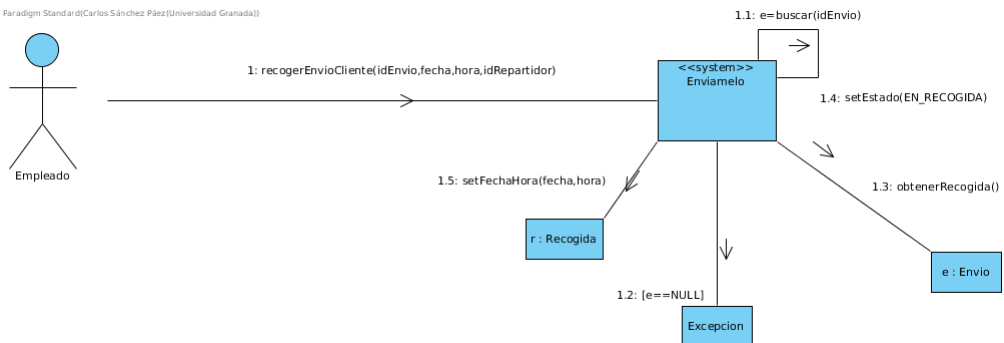 Paradigm Standard(Carlos Sánchez Páez(Universidad Granada))
1.1: e=buscar(idEnvio)
1: recogerEnvioCliente(idEnvio,fecha,hora,idRepartidor)
<<system>>
Enviamelo
1.4: setEstado(EN_RECOGIDA)
Empleado
1.5: setFechaHora(fecha,hora)
1.3: obtenerRecogida()
r : Recogida
e : Envio
1.2: [e==NULL]
Excepcion